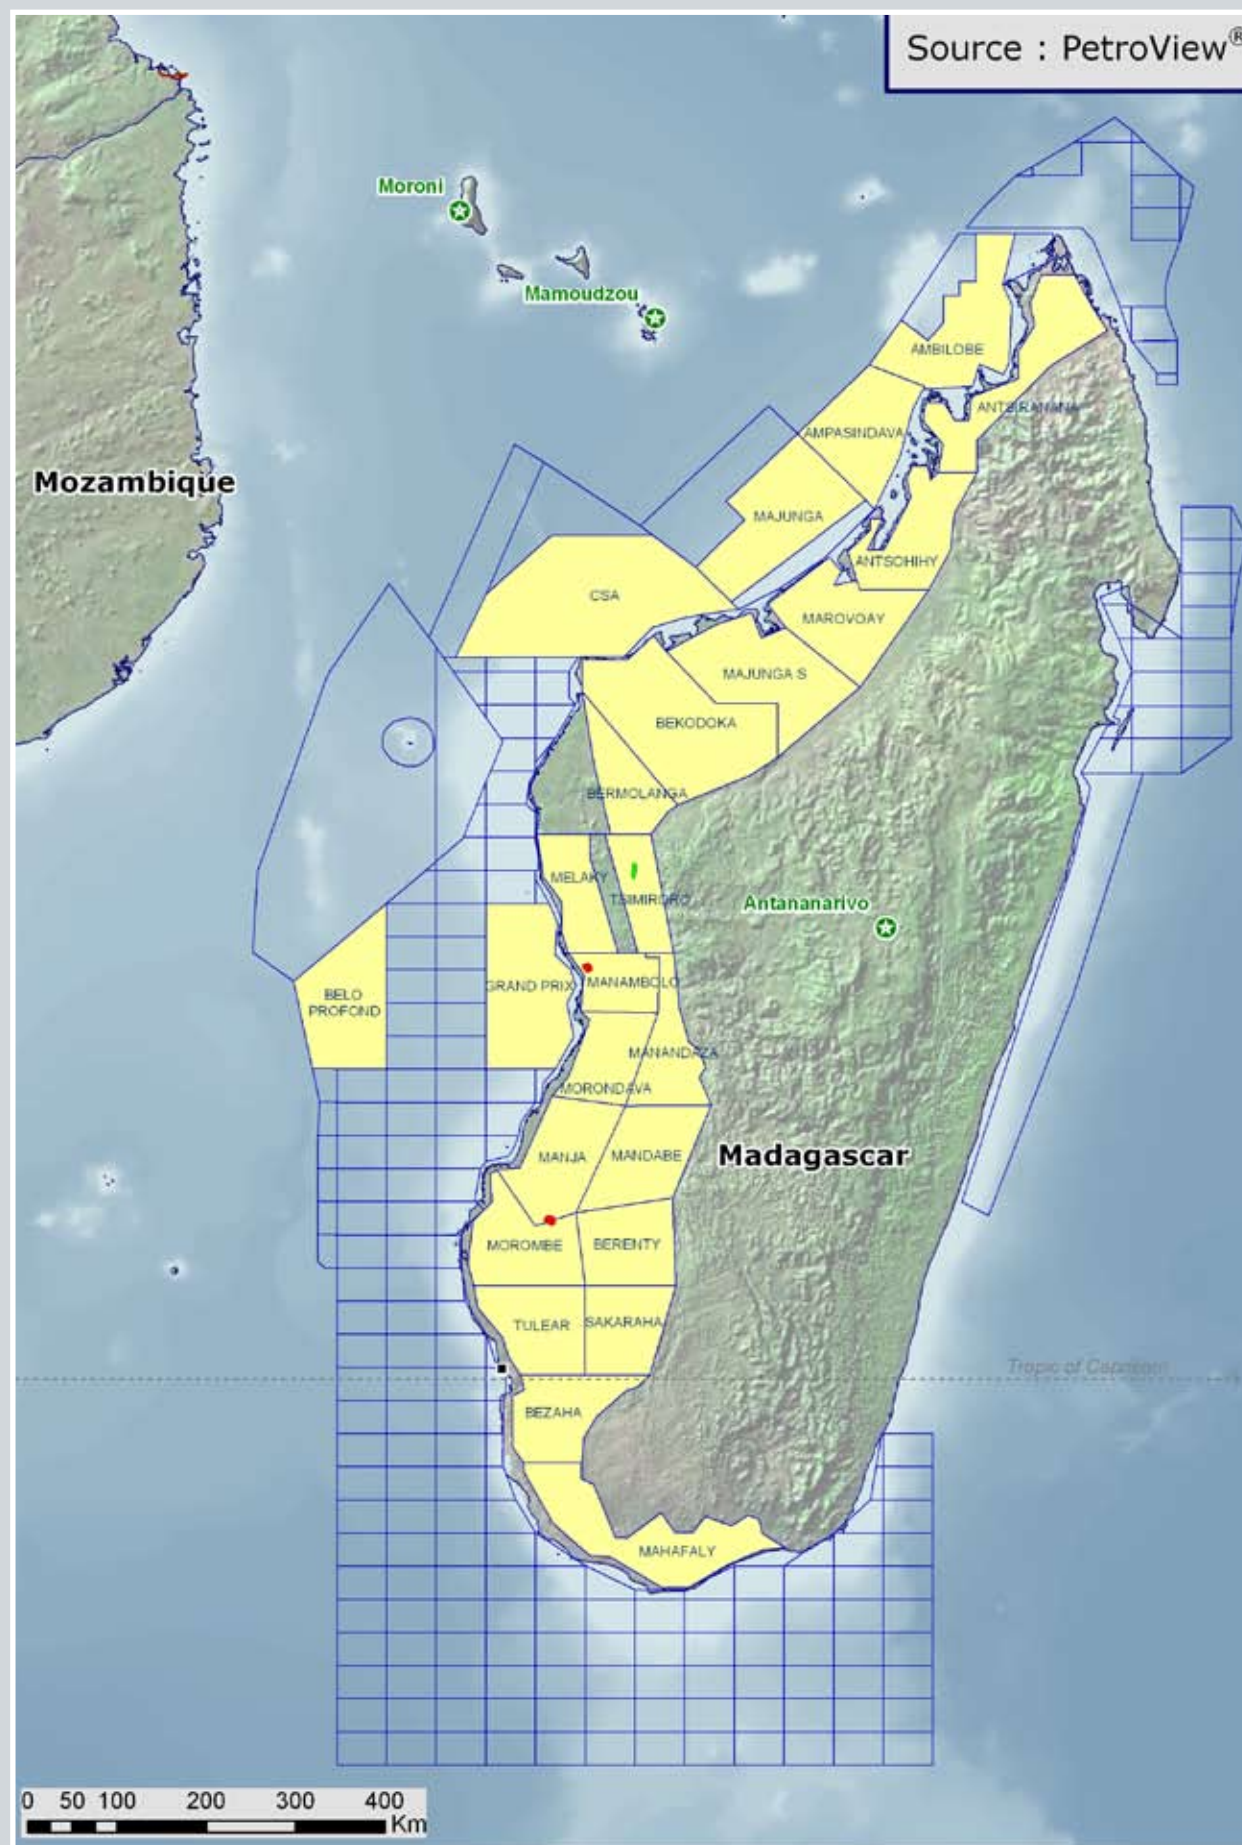 Source : PetroView®
Moroni
Mamoudzou
AMBILOBE
ANTSIRANANA
AMPASINDAVA
Mozambique
MAJUNGA
ANTSOHIHY
CSA
MAROVOAY
MAJUNGA S
BEKODOKA
BERMOLANGA
MELAKY
TSIMIRORO
Antananarivo
GRAND PRIX
MANAMBOLO
BELO
PROFOND
MANANDAZA
MORONDAVA
MANJA
MANDABE
Madagascar
MOROMBE
BERENTY
TULEAR
SAKARAHA
Tropic of Capricorn
BEZAHA
MAHAFALY
0 50 100 200 300 400
Km